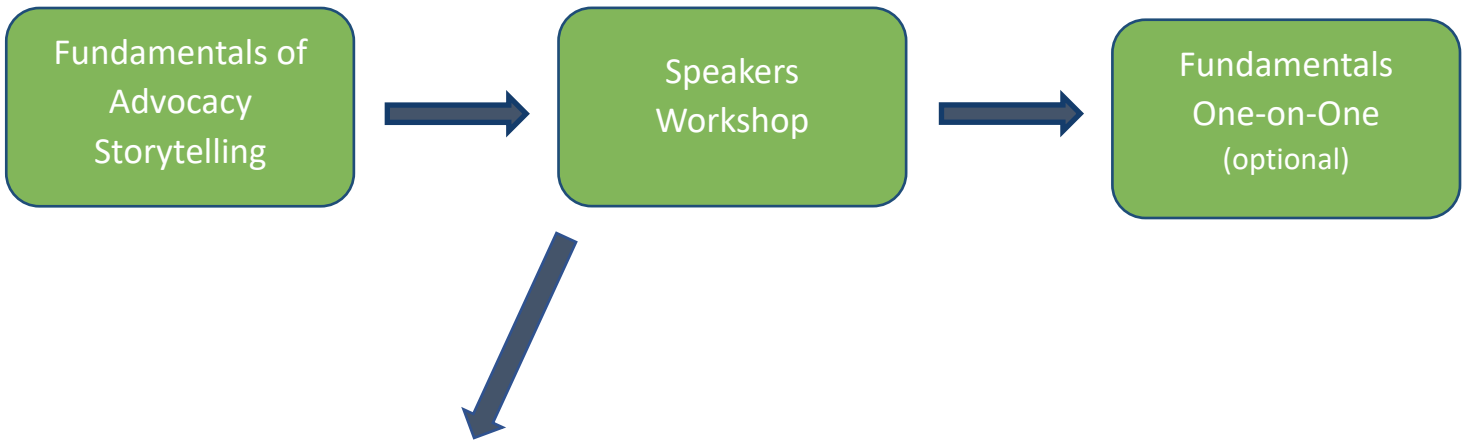 Fundamentals of
Advocacy
Storytelling
Speakers
Workshop
Fundamentals
One-on-One
(optional)